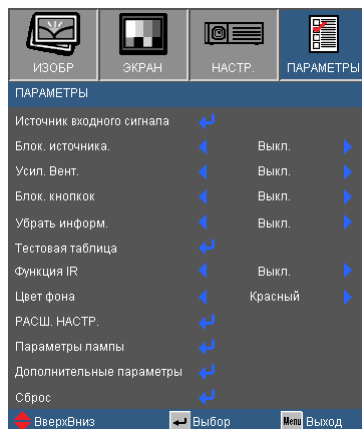 ИЗОБР ЭКРАН НАСТР. ПАРАМЕТРЫ
ПАРАМЕТРЫ
Источник входного сигнала
Блок. источника. Выкл.
Усил. Вент. Выкл.
Блок. кнопкок Выкл.
Убрать информ. Выкл.
Тестовая таблица
Функция IR Выкл.
Цвет фона Красный
РАСШ. НАСТР.
Параметры лампы
Дополнительные параметры
Сброс
ВверхВниз Выбор Menu Выход